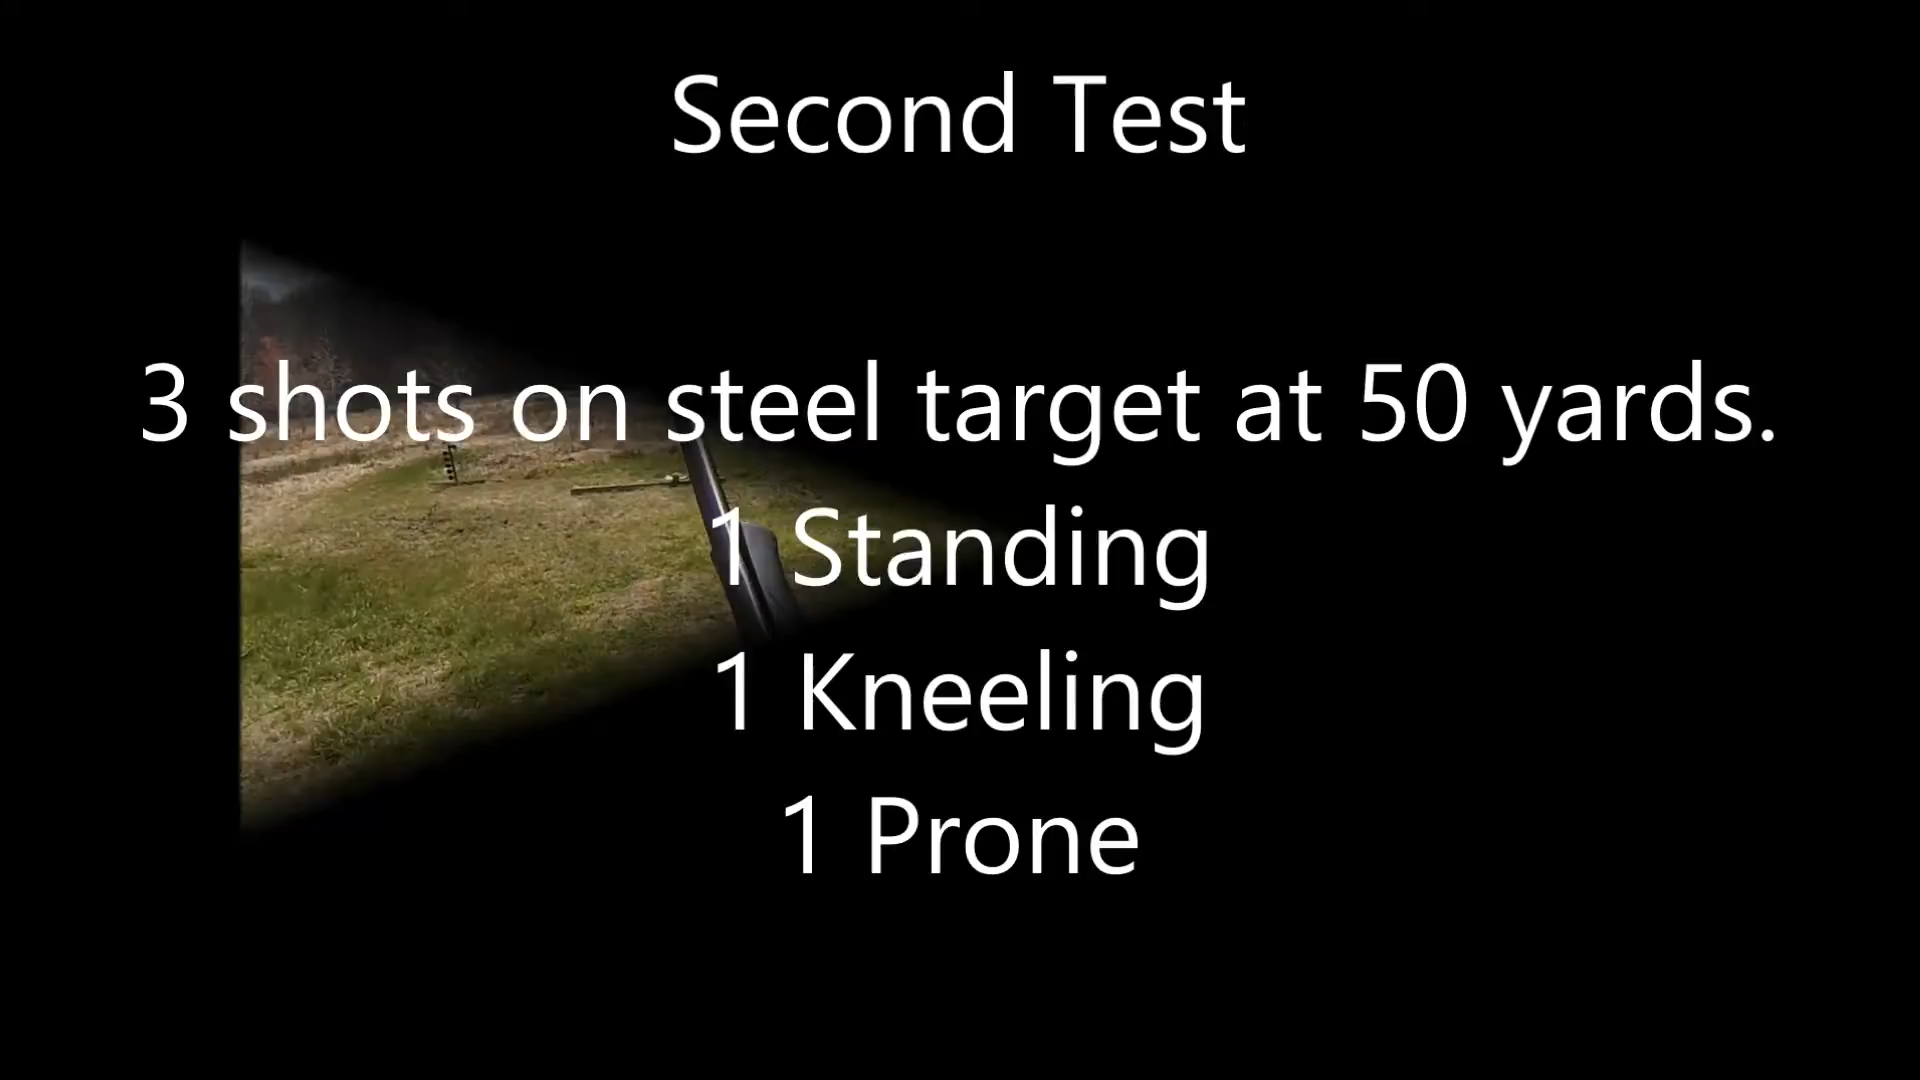 Second Test
3 shots on steel target at 50 yards.
1 Standing
1 Kneeling
1 Prone